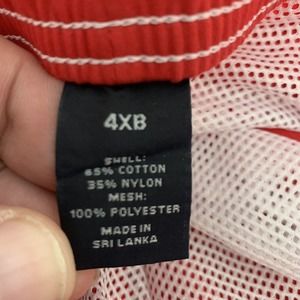 4XB
SHELL:
65% COTTON
35% NYLON
MESH:
100% POLYESTER
MADE IN
SRI LANKA